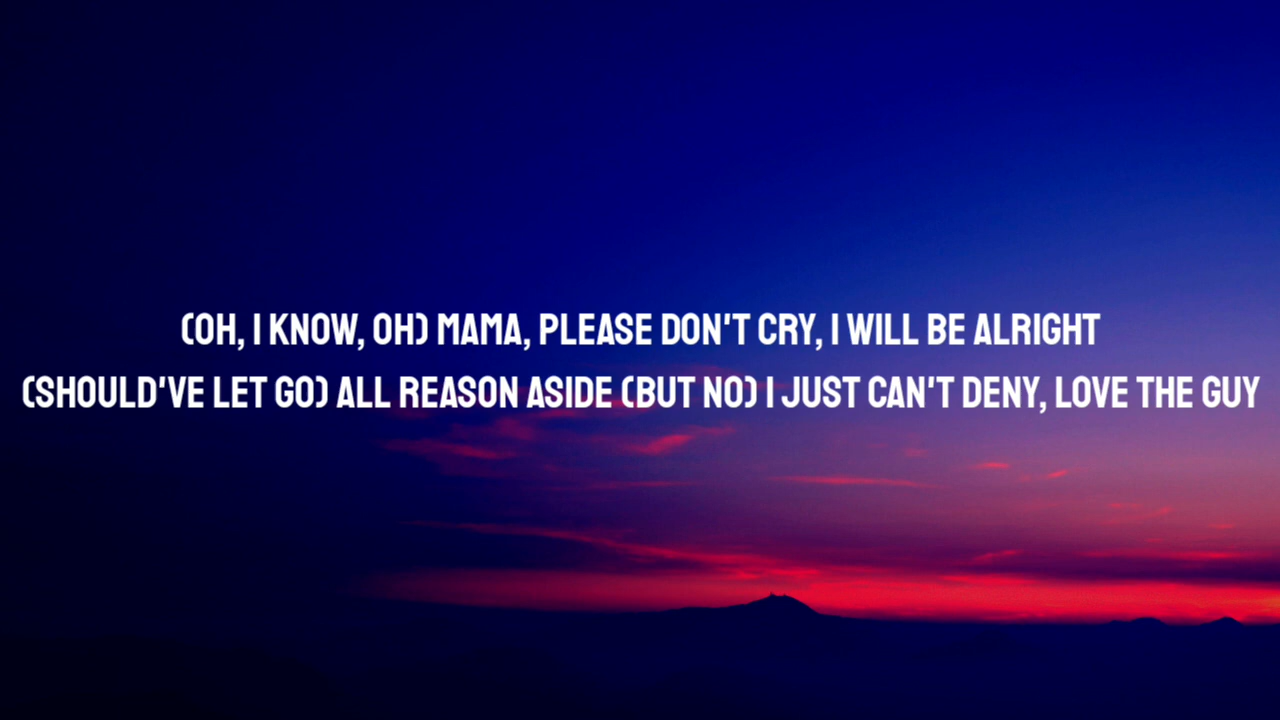 (OH, I KNOW, OH) MAMA, PLEASE DON'T CRY, I WILL BE ALRIGHT
(SHOULD'VE LET GO) ALL REASON ASIDE (BUT NO) I JUST CAN'T DENY, LOVE THE GUY